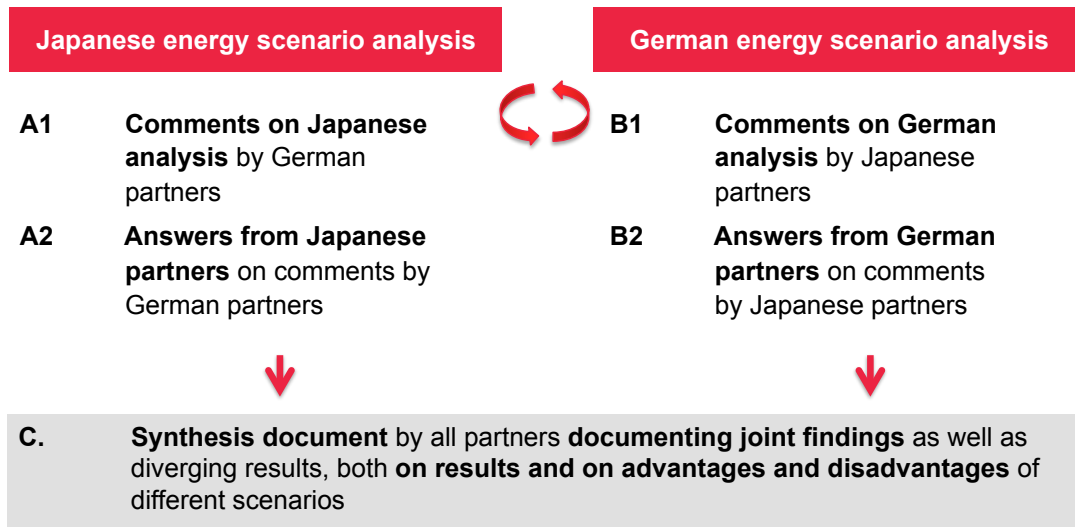 Japanese energy scenario analysis
A1 Comments on Japanese
analysis by German
partners
A2 Answers from Japanese
partners on comments by
German partners
German energy scenario analysis
B1 Comments on German
analysis by Japanese
partners
B2 Answers from German
partners on comments
by Japanese partners
C. Synthesis document by all partners documenting joint findings as well as
diverging results, both on results and on advantages and disadvantages of
different scenarios